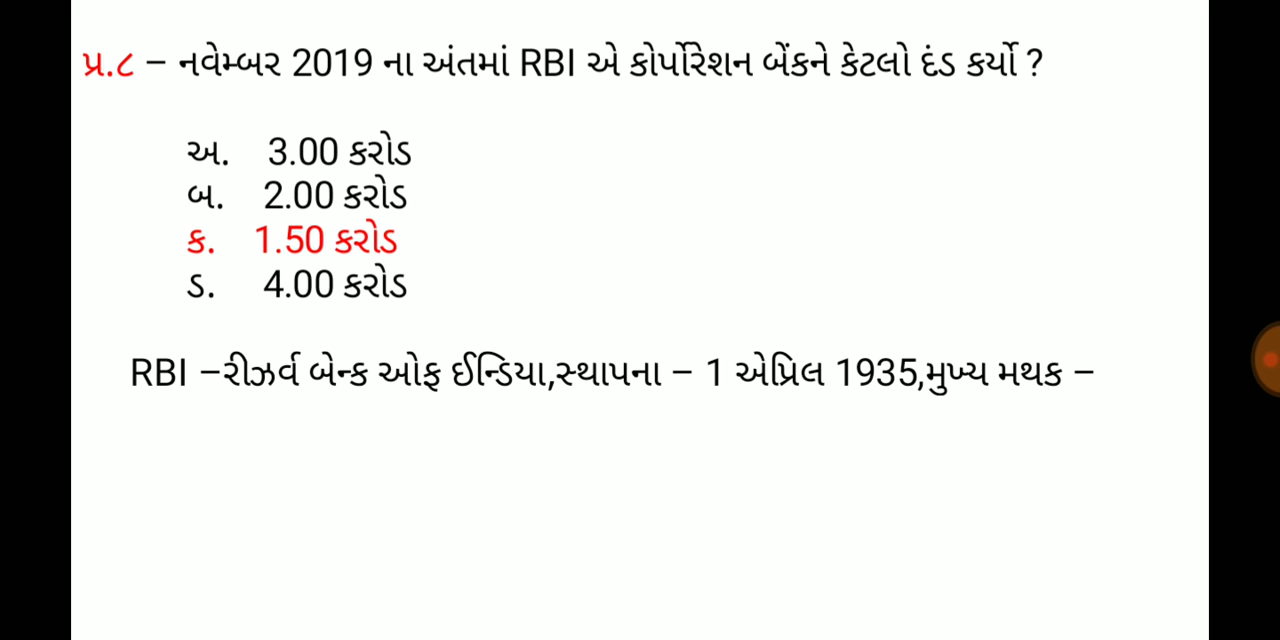 પ્ર.૮ – નવેમ્બર 2019 ના અંતમાં RBI એ કોર્પોરેશન બેંકને કેટલો દંડ કર્યો ?
અ. 3.00 કરોડ
બ. 2.00 કરોડ
ક. 1.50 કરોડ
ડ. 4.00 કરોડ
RBI –રીઝર્વ બેન્ક ઓફ ઈન્ડિયા,સ્થાપના – 1 એપ્રિલ 1935,મુખ્ય મથક –